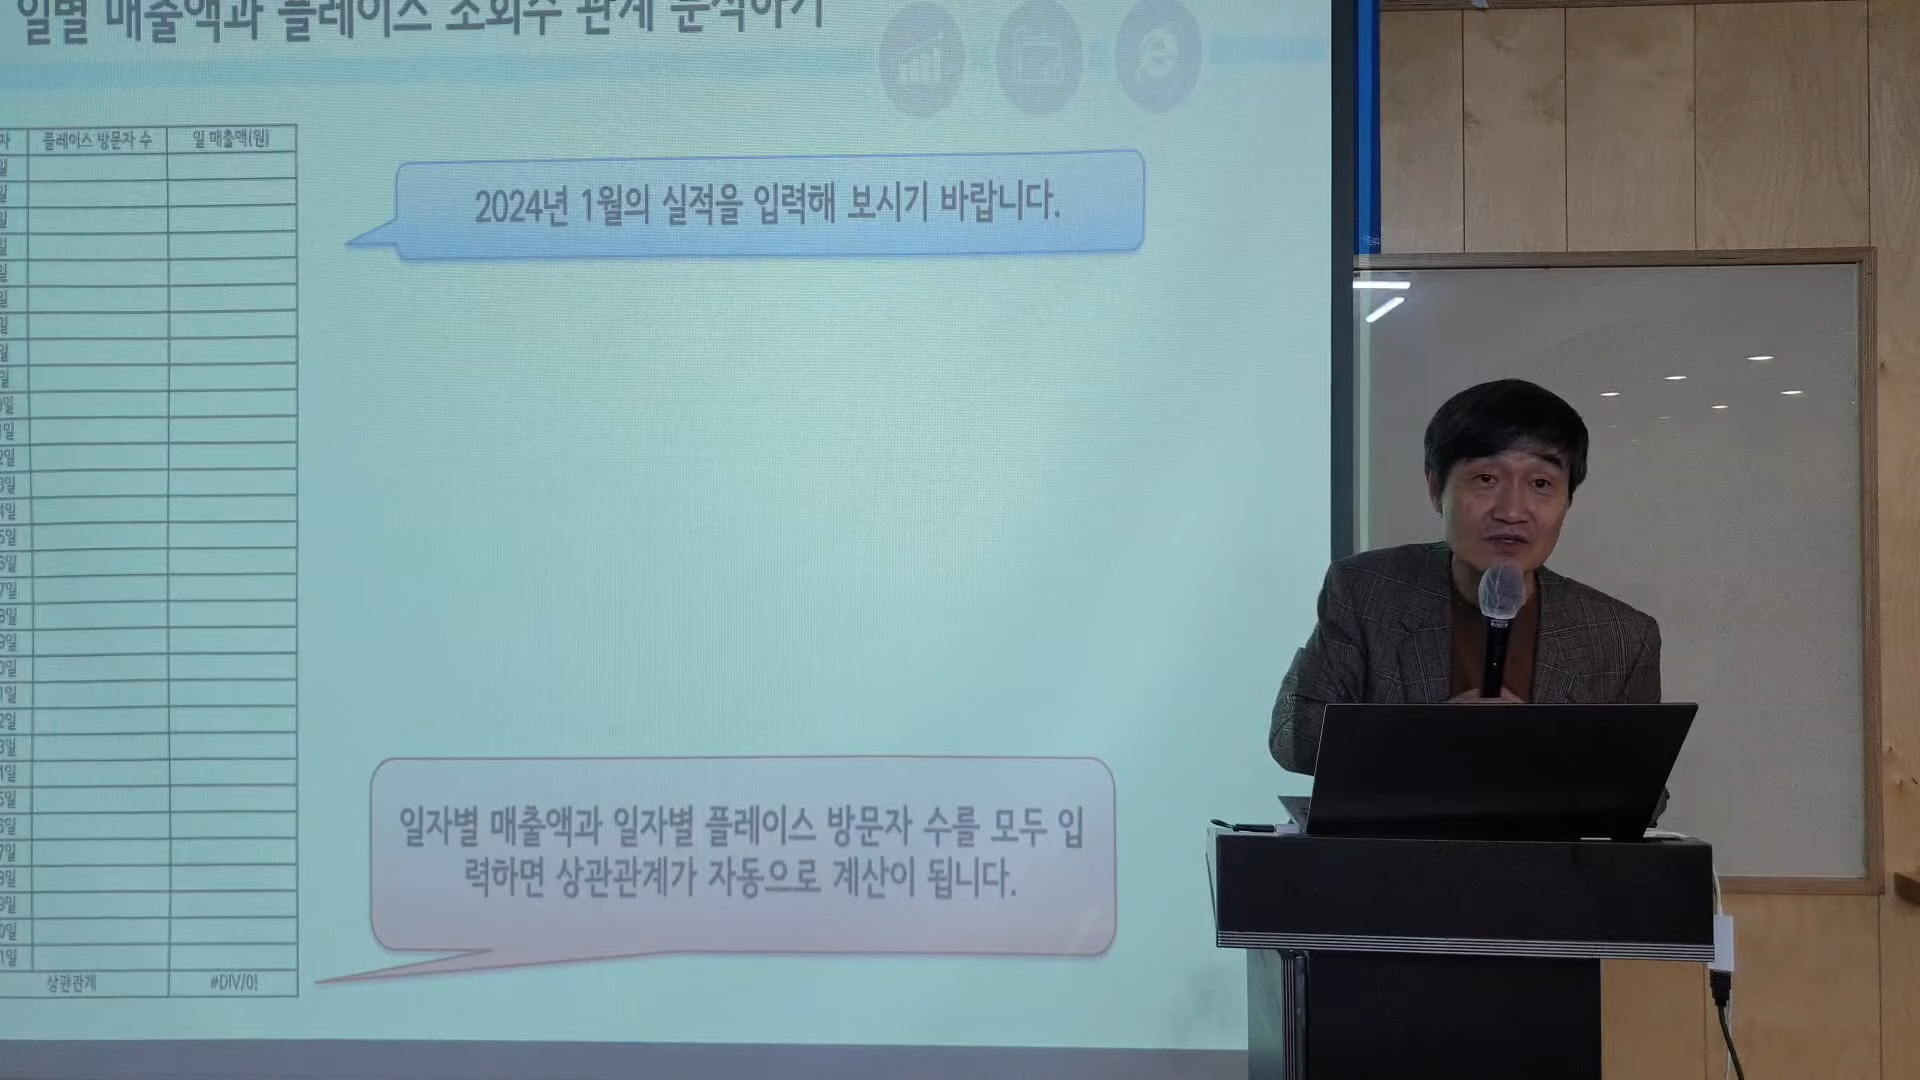 일별 매출액과 플레이스 조회수 관계 분석하기
플레이스 방문자 수 일 매출액(원)
2024년 1월의 실적을 입력해 보시기 바랍니다.
일자별 매출액과 일자별 플레이스 방문자 수를 모두 입
력하면 상관관계가 자동으로 계산이 됩니다.
상관관계 #DIV/0!